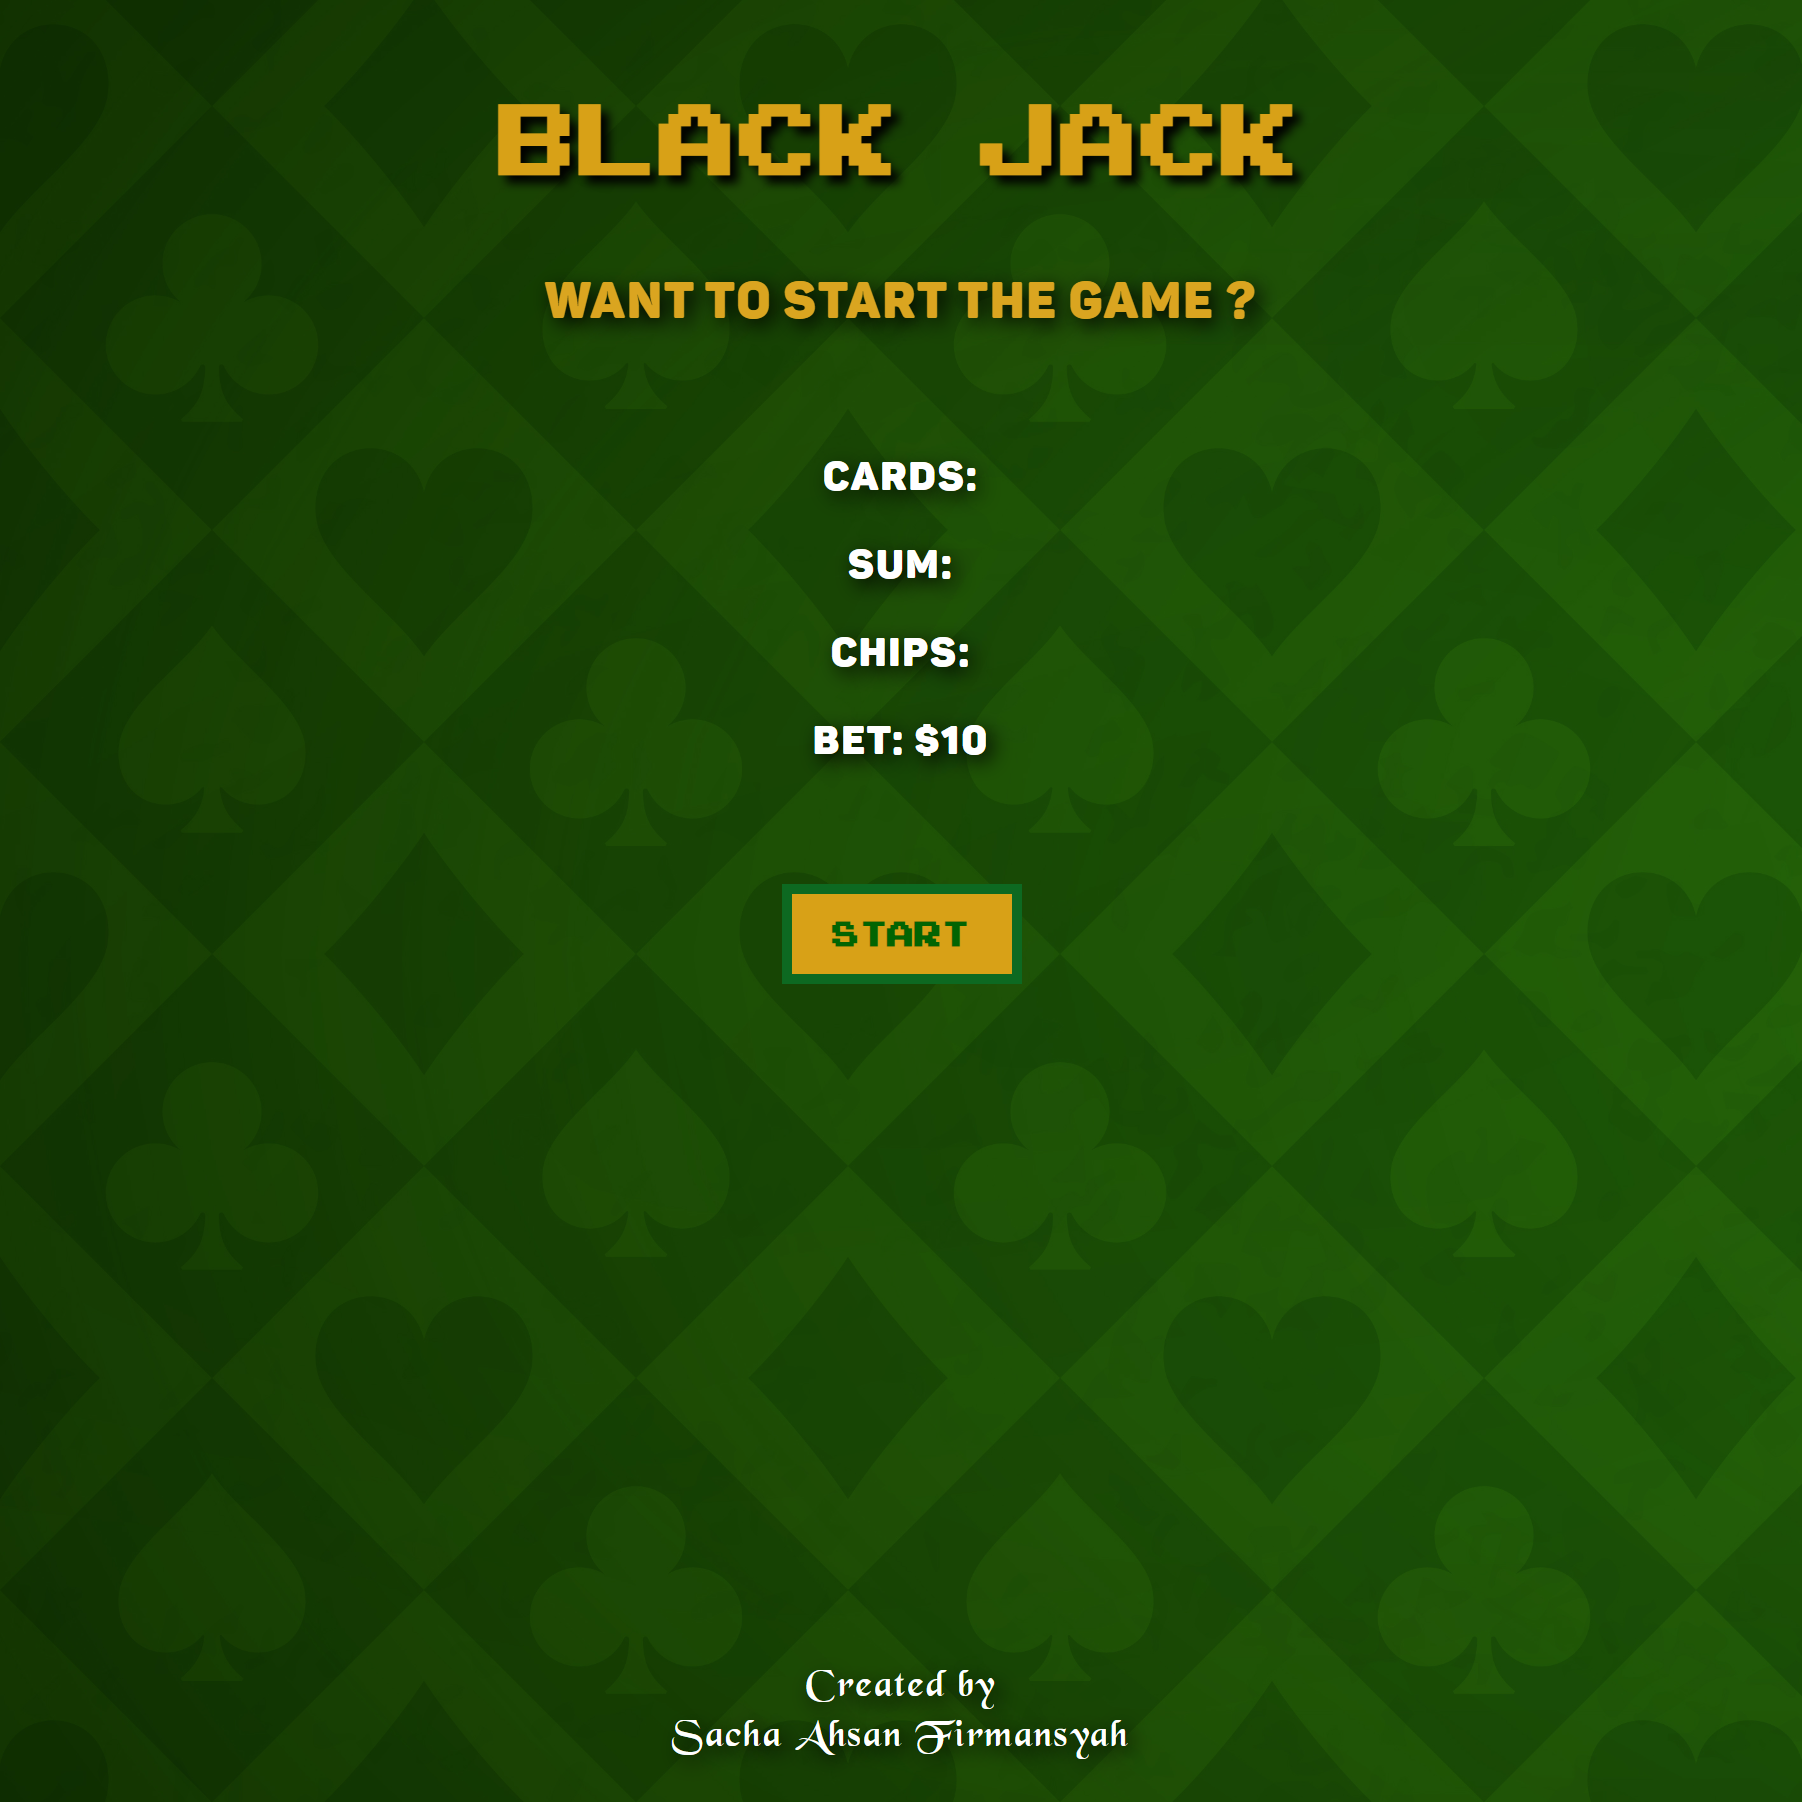 BLACK JACK
WANT TO START THE GAME ?
CARDS:
SUM:
CHIPS:
BET: $10
START
Created by
Sacha Ahsan Firmansyah